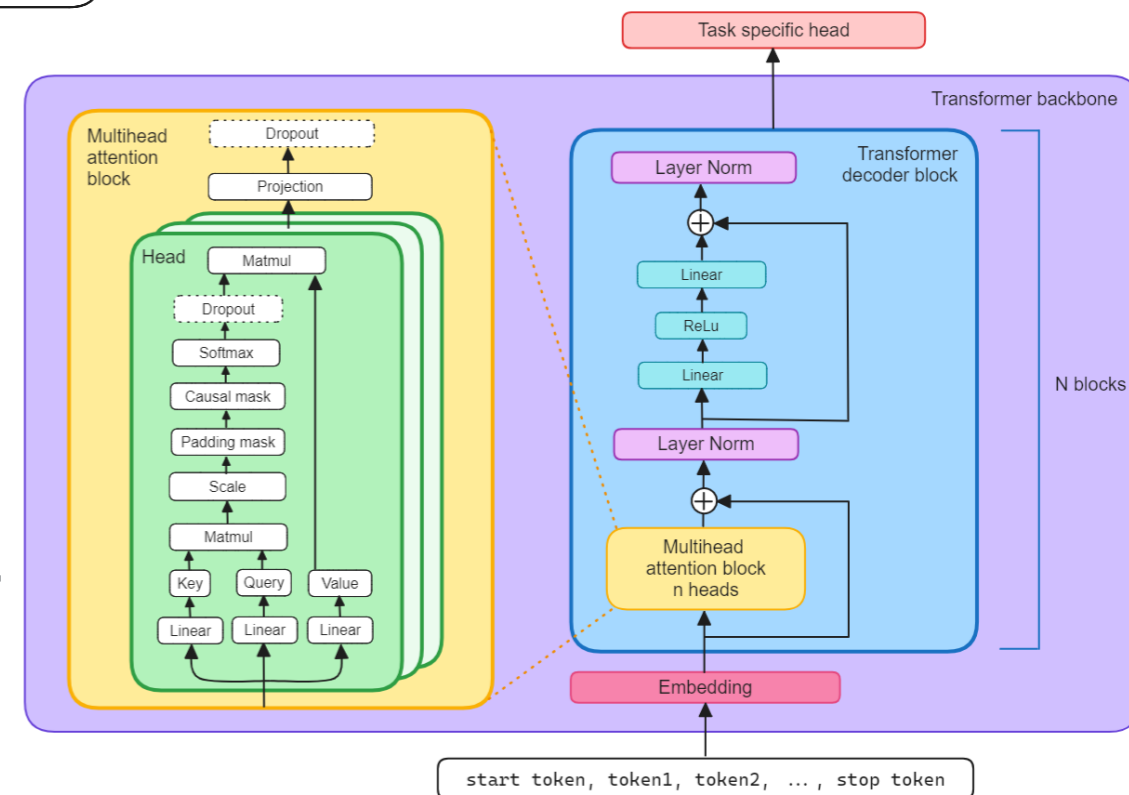 Task specific head
Transformer backbone
Multihead
attention
block
Dropout
Projection
Head
Matmul
Dropout
Softmax
Causal mask
Padding mask
Scale
Matmul
Key
Query
Value
Linear
Linear
Linear
Transformer
decoder block
Layer Norm
Linear
ReLu
Linear
Layer Norm
Multihead
attention block
n heads
N blocks
Embedding
start token, token1, token2, ..., stop token